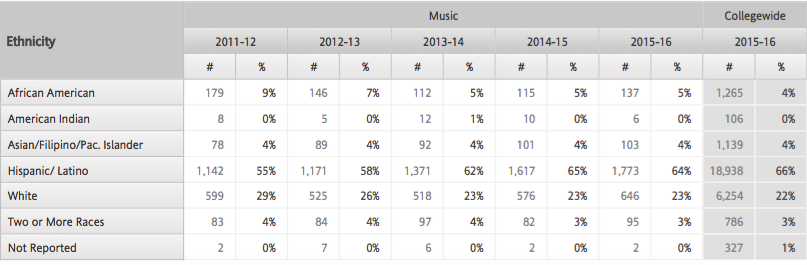 Music Collegewide
Ethnicity 2011-12 2012-13 2013-14 2014-15 2015-16 2015-16
# % # % # % # % # % # %
African American 179 9% 146 7% 112 5% 115 5% 137 5% 1,265 4%
American Indian 8 0% 5 0% 12 1% 10 0% 6 0% 106 0%
Asian/Filipino/Pac. Islander 78 4% 89 4% 92 4% 101 4% 103 4% 1,139 4%
Hispanic/ Latino 1,142 55% 1,171 58% 1,371 62% 1,617 65% 1,773 64% 18,938 66%
White 599 29% 525 26% 518 23% 576 23% 646 23% 6,254 22%
Two or More Races 83 4% 84 4% 97 4% 82 3% 95 3% 786 3%
Not Reported 2 0% 7 0% 6 0% 2 0% 2 0% 327 1%